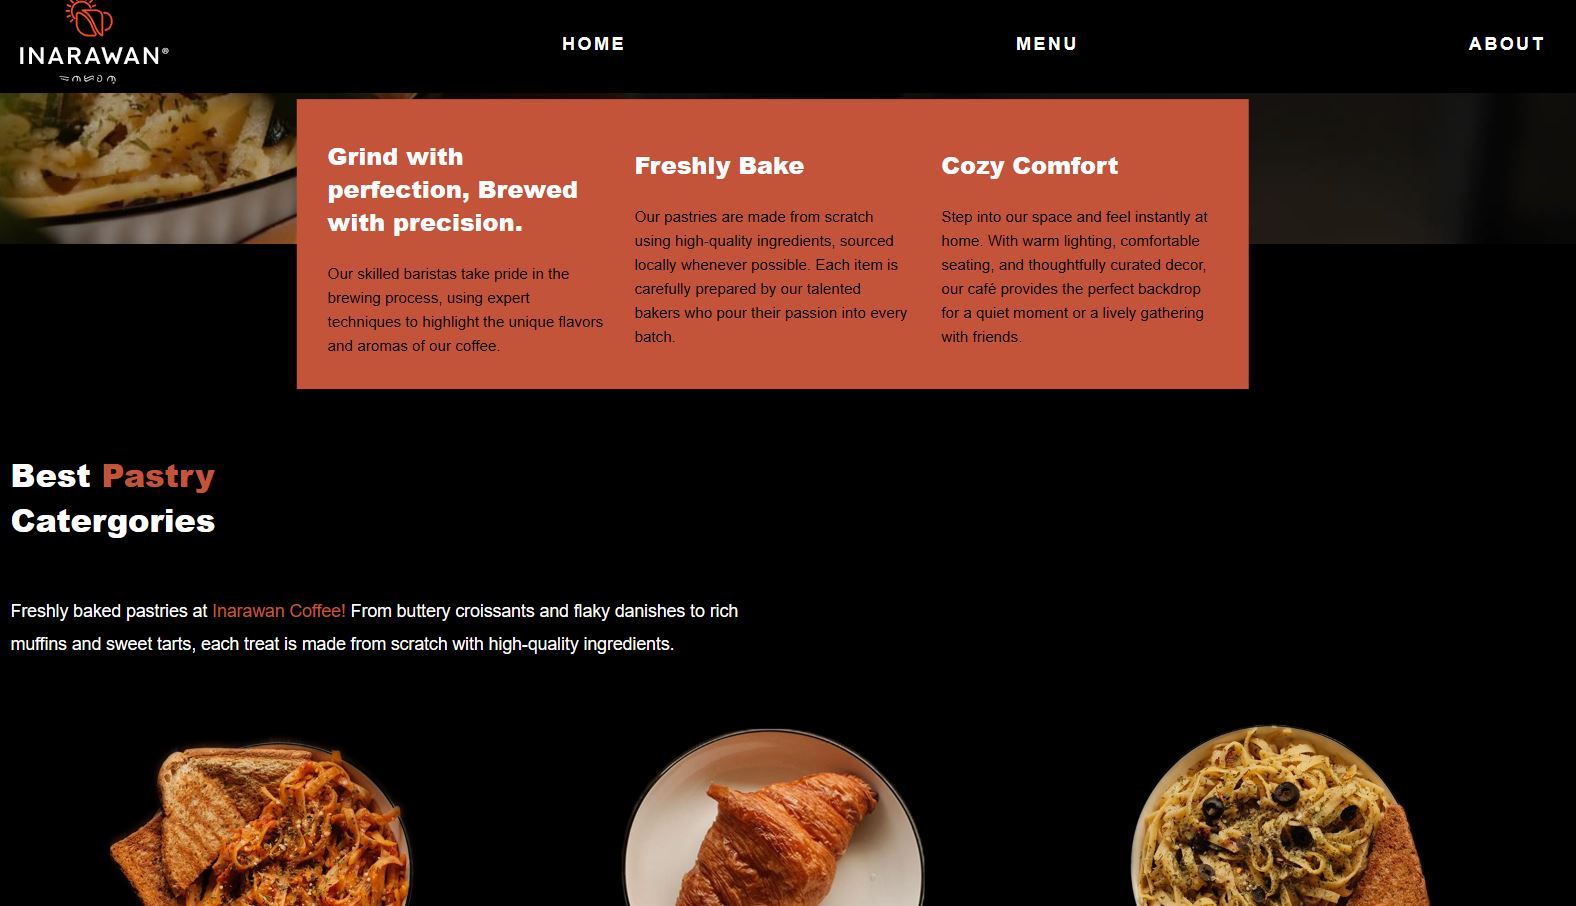 INARAWAN®
HOME
MENU
ABOUT
Grind with
perfection, Brewed
with precision.
Our skilled baristas take pride in the
brewing process, using expert
techniques to highlight the unique flavors
and aromas of our coffee.
Freshly Bake
Our pastries are made from scratch
using high-quality ingredients, sourced
locally whenever possible. Each item is
carefully prepared by our talented
bakers who pour their passion into every
batch.
Cozy Comfort
Step into our space and feel instantly at
home. With warm lighting, comfortable
seating, and thoughtfully curated decor,
our café provides the perfect backdrop
for a quiet moment or a lively gathering
with friends.
Best Pastry
Catergories
Freshly baked pastries at Inarawan Coffee! From buttery croissants and flaky danishes to rich
muffins and sweet tarts, each treat is made from scratch with high-quality ingredients.